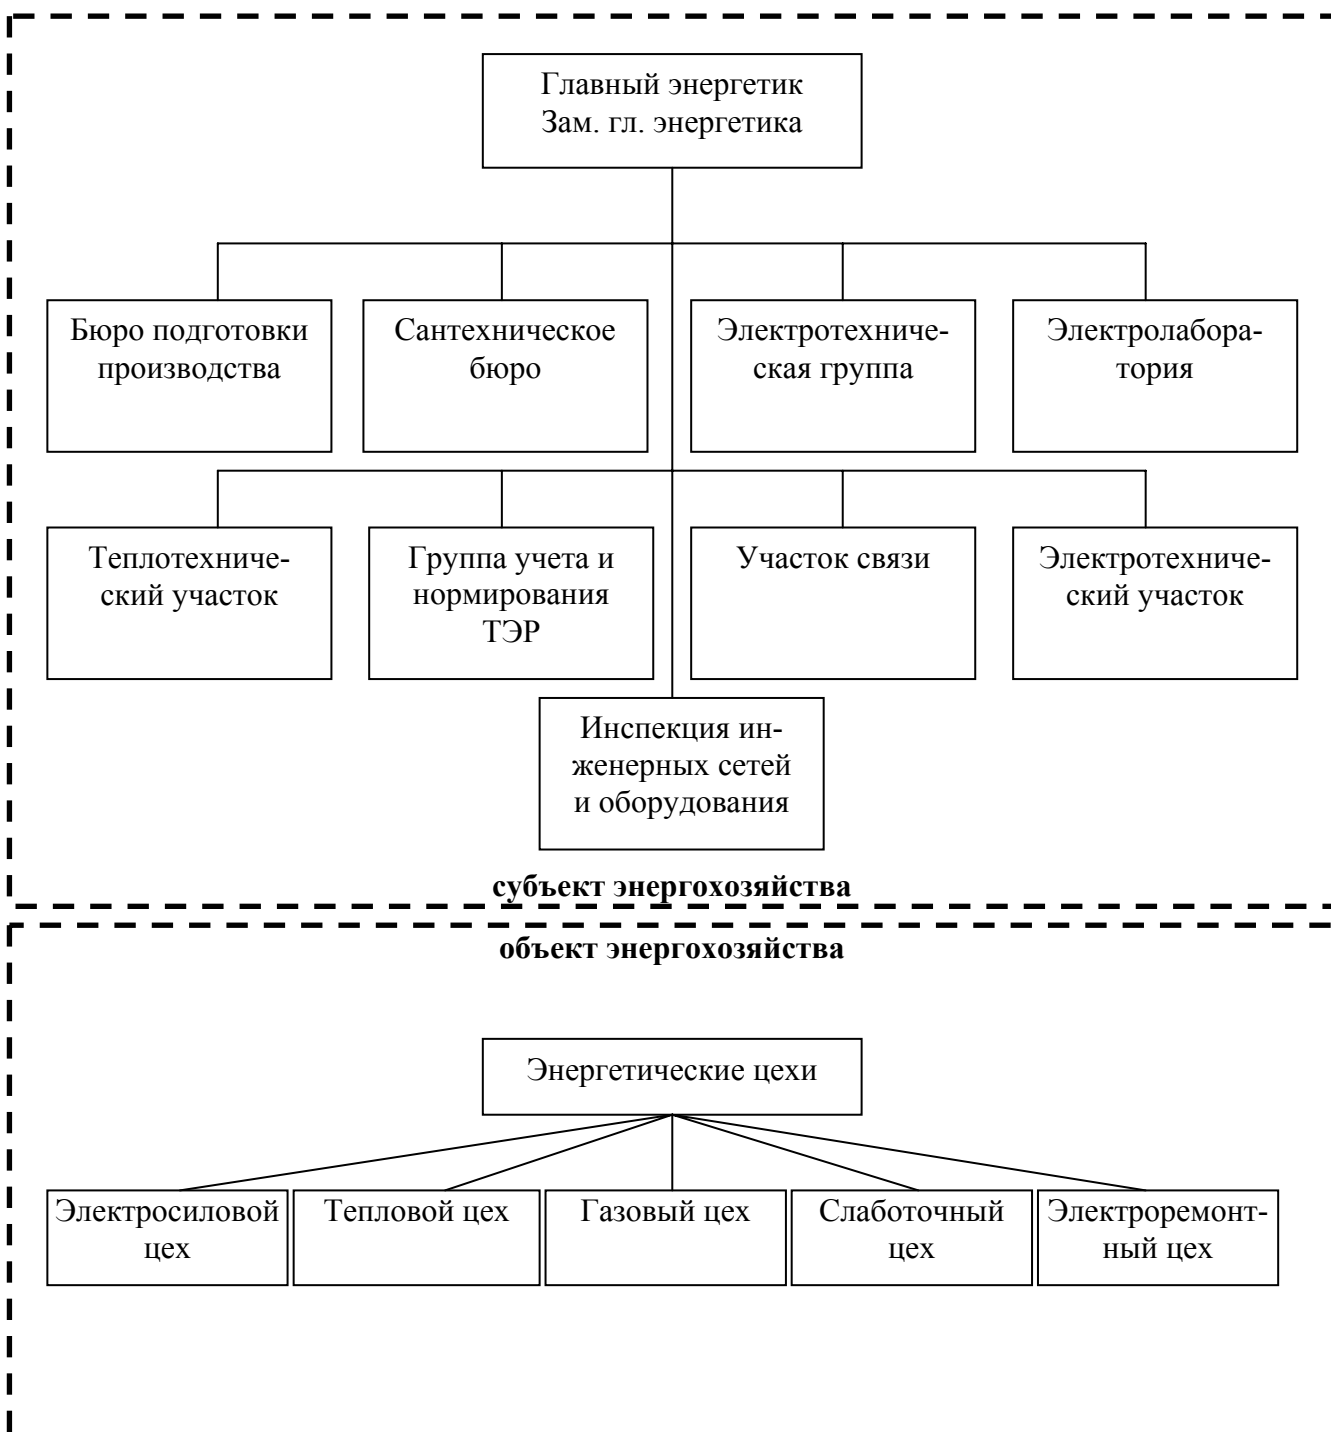 Главный энергетик
Зам. гл. энергетика
Бюро подготовки
производства
Сантехническое
бюро
Электротехниче-
ская группа
Электролабора-
тория
Теплотехниче-
ский участок
Группа учета и
нормирования
ТЭР
Участок связи
Электротехниче-
ский участок
Инспекция ин-
женерных сетей
и оборудования
субъект энергохозяйства
объект энергохозяйства
Энергетические цехи
Электросиловой
цех
Тепловой цех
Газовый цех
Слаботочный
цех
Электроремонт-
ный цех